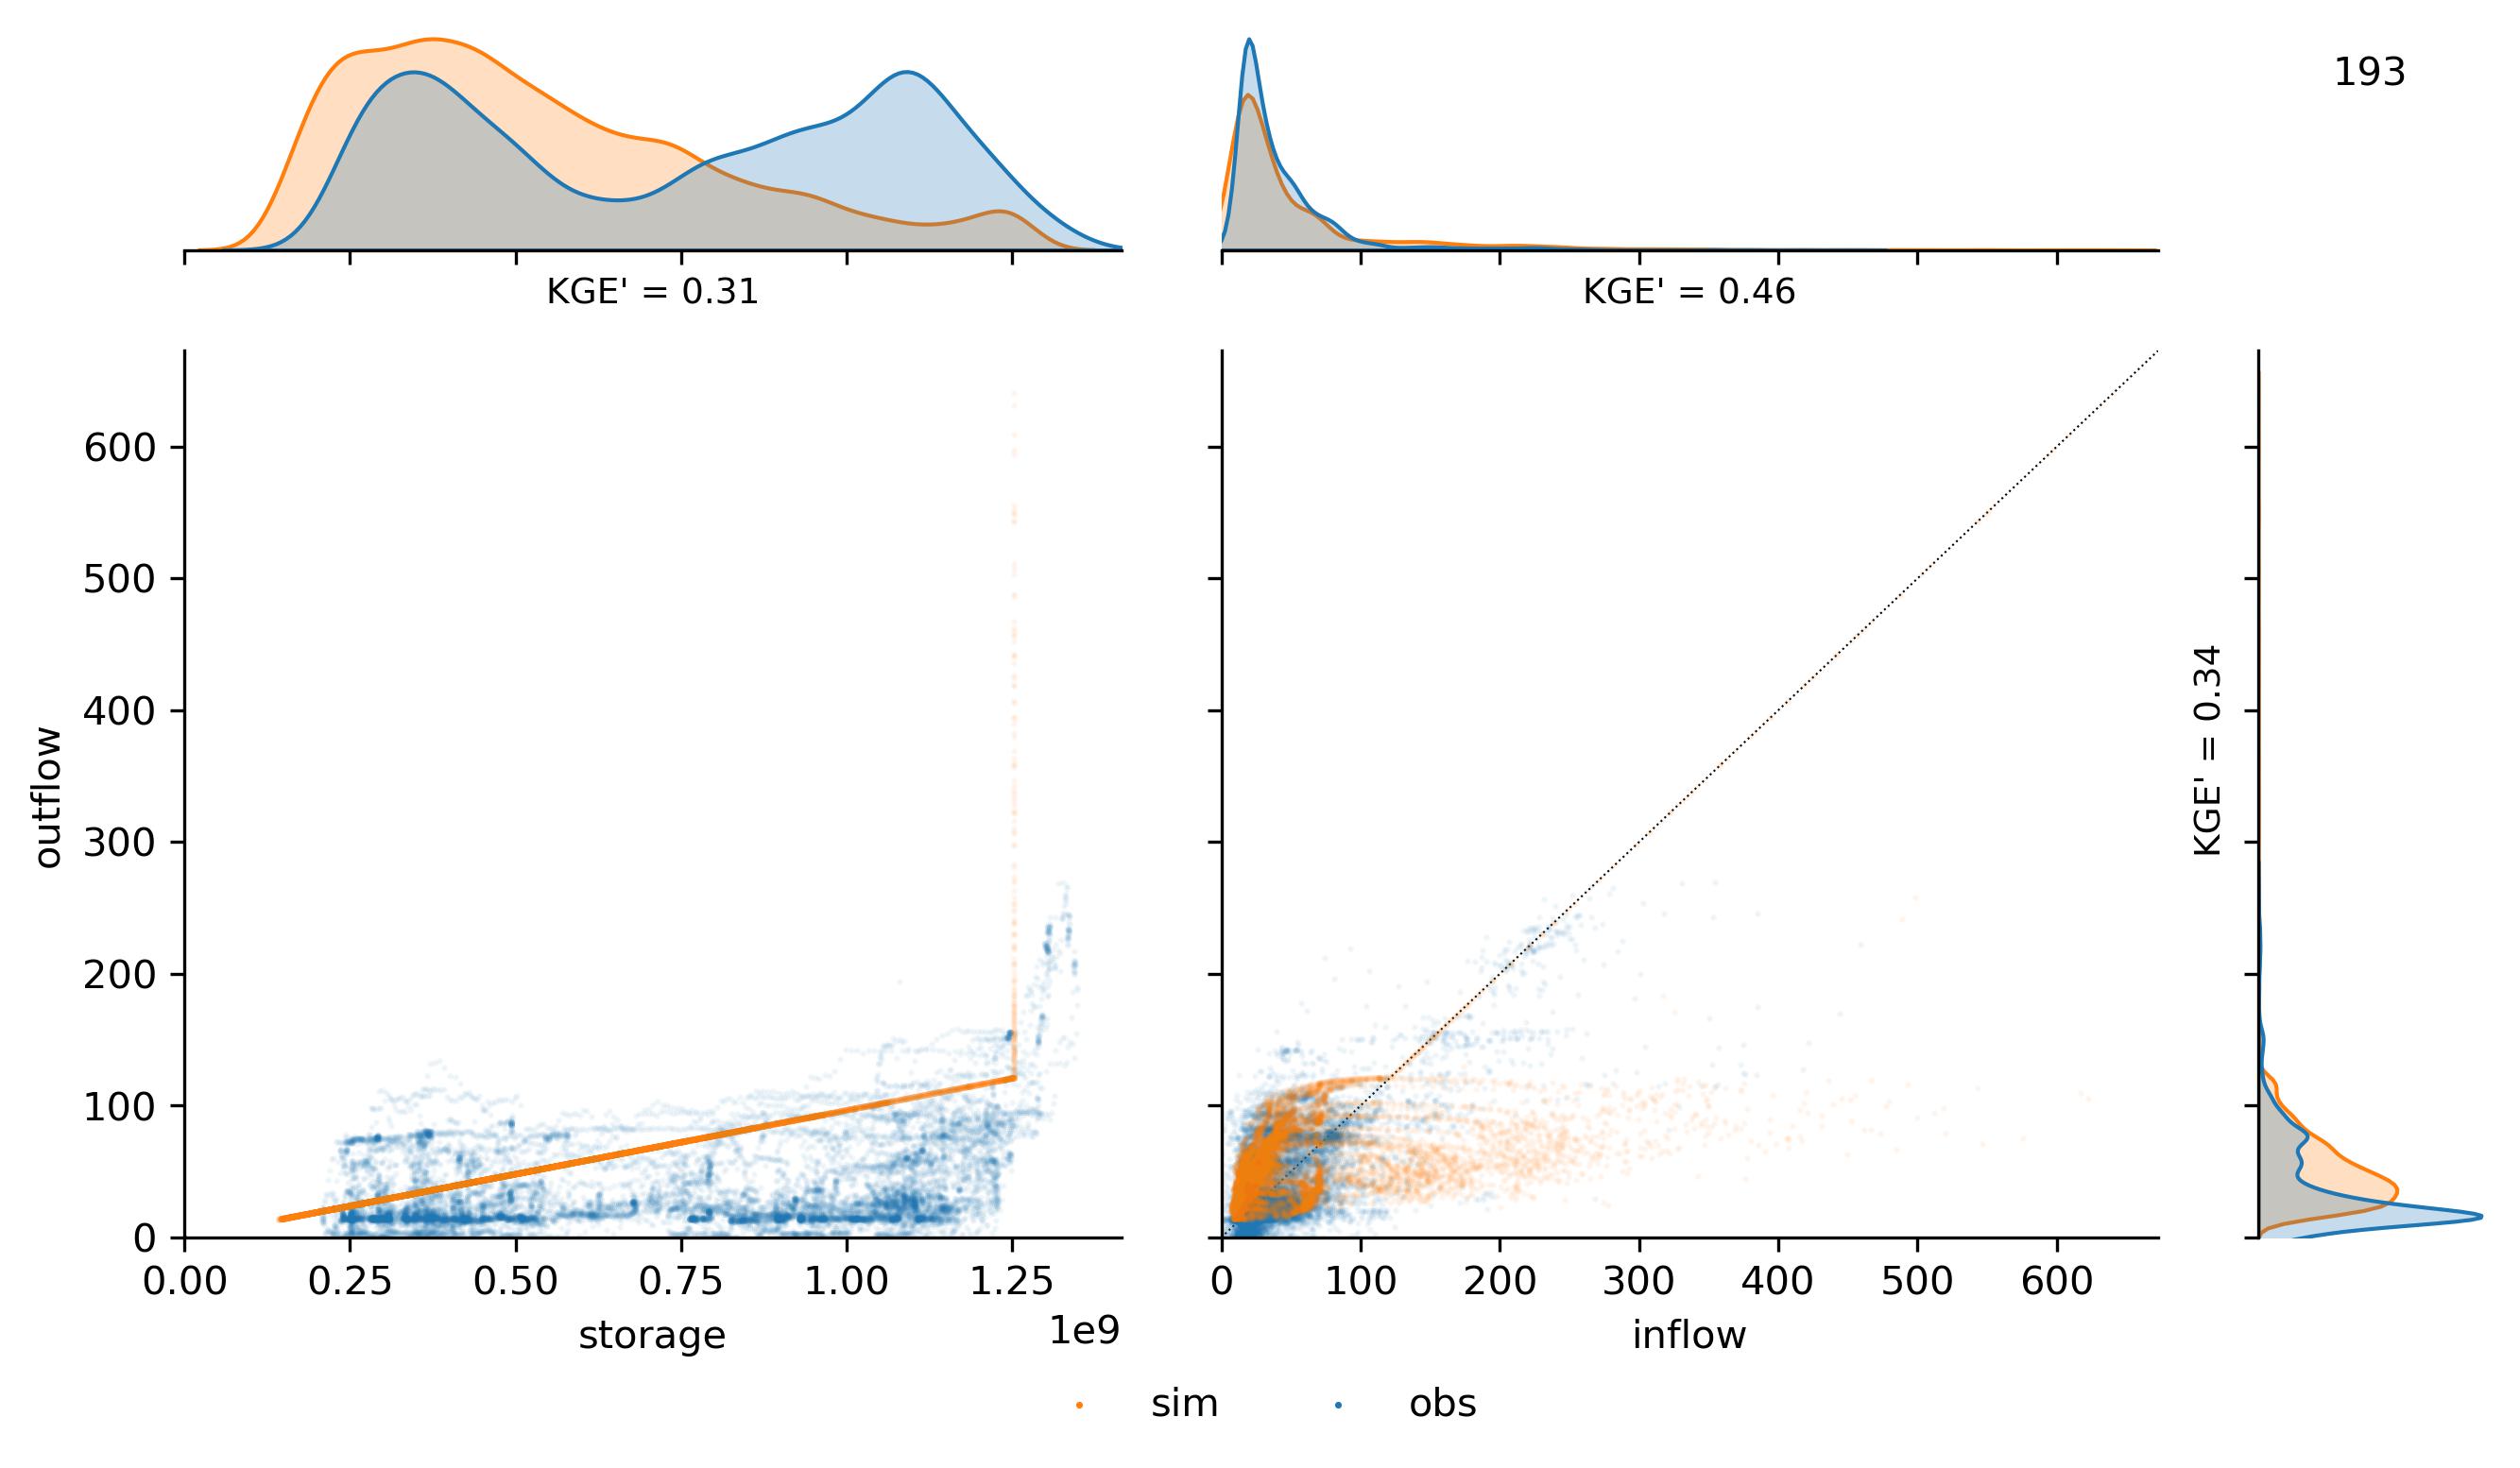 193
KGE' = 0.31
KGE' = 0.46
outflow
600
500
400
300
200
100
0
KGE' = 0.34
0.00 0.25 0.50 0.75 1.00 1.25
1e9
storage
0 100 200 300 400 500 600
inflow
sim obs